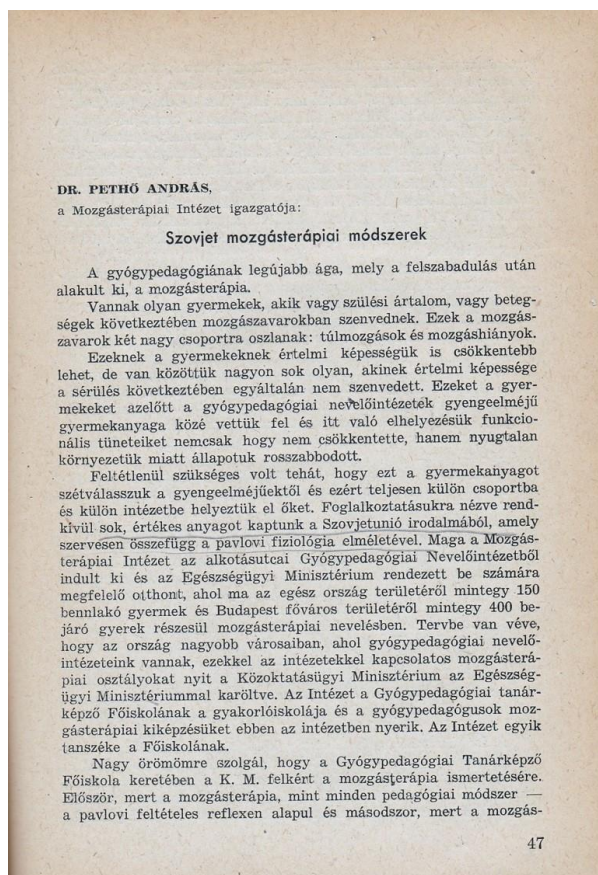 DR. PETHŐ ANDRÁS,
a Mozgásterápiai Intézet igazgatója:
Szovjet mozgásterápiai módszerek
A gyógypedagógiának legújabb ága, mely a felszabadulás után
alakult ki, a mozgásterápia.
Vannak olyan gyermekek, akik vagy szülési ártalom, vagy beteg-
ségek következtében mozgászavarokban szenvednek. Ezek a mozgás-
zavarok két nagy csoportra oszlanak: túlmozgások és mozgáshiányok.
Ezeknek a gyermekeknek értelmi képességük is csökkentebb
lehet, de van közöttük nagyon sok olyan, akinek értelmi képessége
a sérülés következtében egyáltalán nem szenvedett. Ezeket a gyer-
mekeket azelőtt a gyógypedagógiai nevelőintézetek gyengeelméjű
gyermekanyaga közé vettük fel és itt való elhelyezésük funkcio-
nális tüneteiket nemcsak hogy nem csökkentette, hanem nyugtalan
környezetük miatt állapotuk rosszabbodott.
Feltétlenül szükséges volt tehát, hogy ezt a gyermekanyagot
szétválasszuk a gyengeelméjűektől és ezért teljesen külön csoportba
és külön intézetbe helyeztük el őket. Foglalkoztatásukra nézve rend-
kívül sok, értékes anyagot kaptunk a Szovjetunió irodalmából, amely
szervesen összefügg a pavlovi fiziológia elméletével. Maga a Mozgás-
terápiai Intézet az alkotásutcai Gyógypedagógiai Nevelőintézetből
indult ki és az Egészségügyi Minisztérium rendezett be számára
megfelelő otthont, ahol ma az egész ország területéről mintegy 150
bennlakó gyermek és Budapest főváros területéről mintegy 400 be-
járó gyerek részesül mozgásterápiai nevelésben. Tervbe van véve,
hogy az ország nagyobb városaiban, ahol gyógypedagógiai nevelő-
intézeteink vannak, ezekkel az intézetekkel kapcsolatos mozgásterá-
piai osztályokat nyit a Közoktatásügyi Minisztérium az Egészség-
ügyi Minisztériummal karöltve. Az Intézet a Gyógypedagógiai tanár-
képző Főiskolának a gyakorlóiskolája és a gyógypedagógusok moz-
gásterápiai kiképzésüket ebben az intézetben nyerik. Az Intézet egyik
tanszéke a Főiskolának.
Nagy örömömre szolgál, hogy a Gyógypedagógiai Tanárképző
Főiskola keretében a K. M. felkért a mozgásterápia ismertetésére.
Először, mert a mozgásterápia, mint minden pedagógiai módszer —
a pavlovi feltételes reflexen alapul és másodszor, mert a mozgás-
47